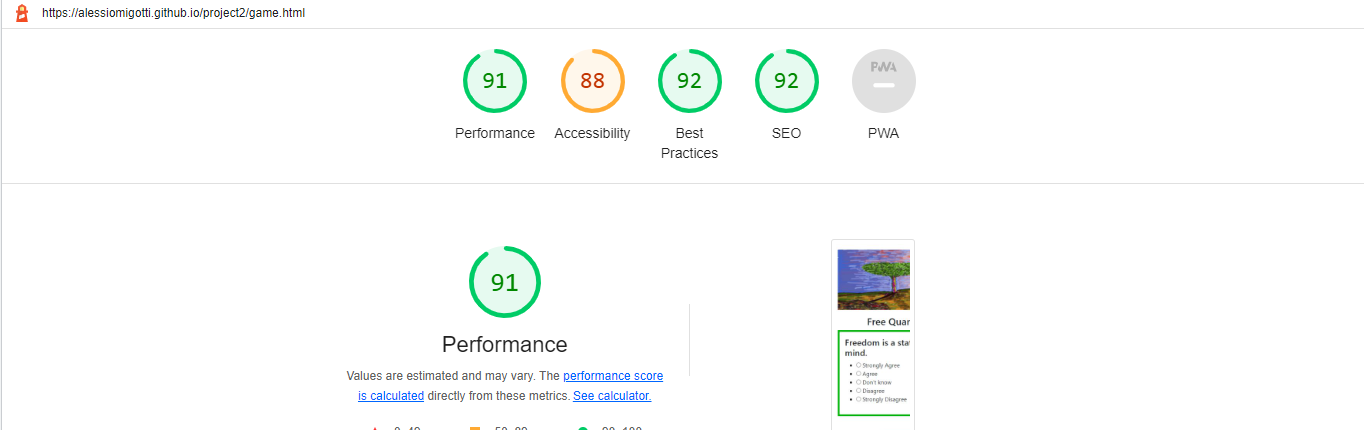 https://alessiomigotti.github.io/project2/game.html
91
88
92
92
PWA
Performance
Accessibility
Best
Practices
SEO
PWA
91
Performance
Values are estimated and may vary. The performance score
is calculated directly from these metrics. See calculator.
Free Quar
Freedom is a stat
mind.
Strongly Agree
Agree
Don't know
Disagree
Strongly Disagree